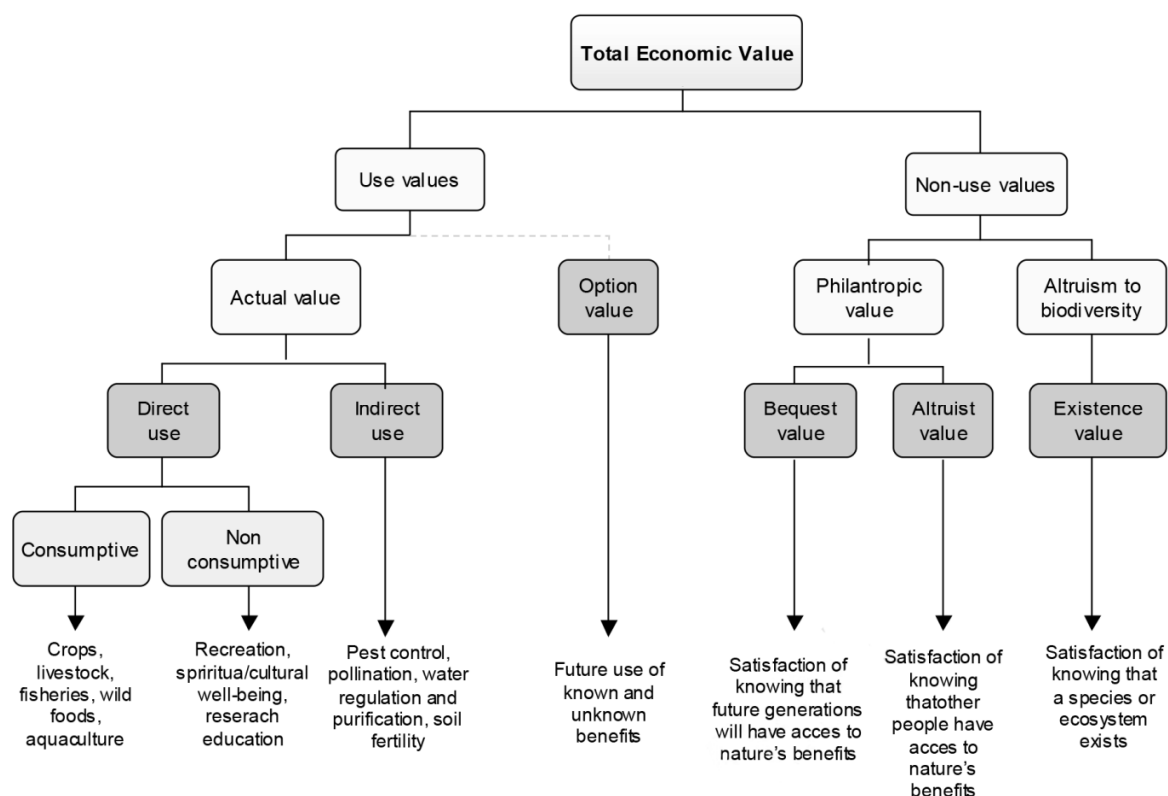 Total Economic Value
Use values
Non-use values
Actual value
Option
value
Philantropic
value
Altruism to
biodiversity
Direct
use
Indirect
use
Bequest
value
Altruist
value
Existence
value
Consumptive
Non
consumptive
Crops,
livestock,
fisheries, wild
foods,
aquaculture
Recreation,
spriritua/cultural
well-being,
reserach
education
Pest control,
pollination, water
regulation and
purification, soil
fertility
Future use of
known and
unknown
benefits
Satisfaction of
knowing that
future generations
will have acces to
nature's benefits
Satisfaction of
knowing
thatother
people have
acces to
nature's
benefits
Satisfaction of
knowing that
a species or
ecosystem
exists